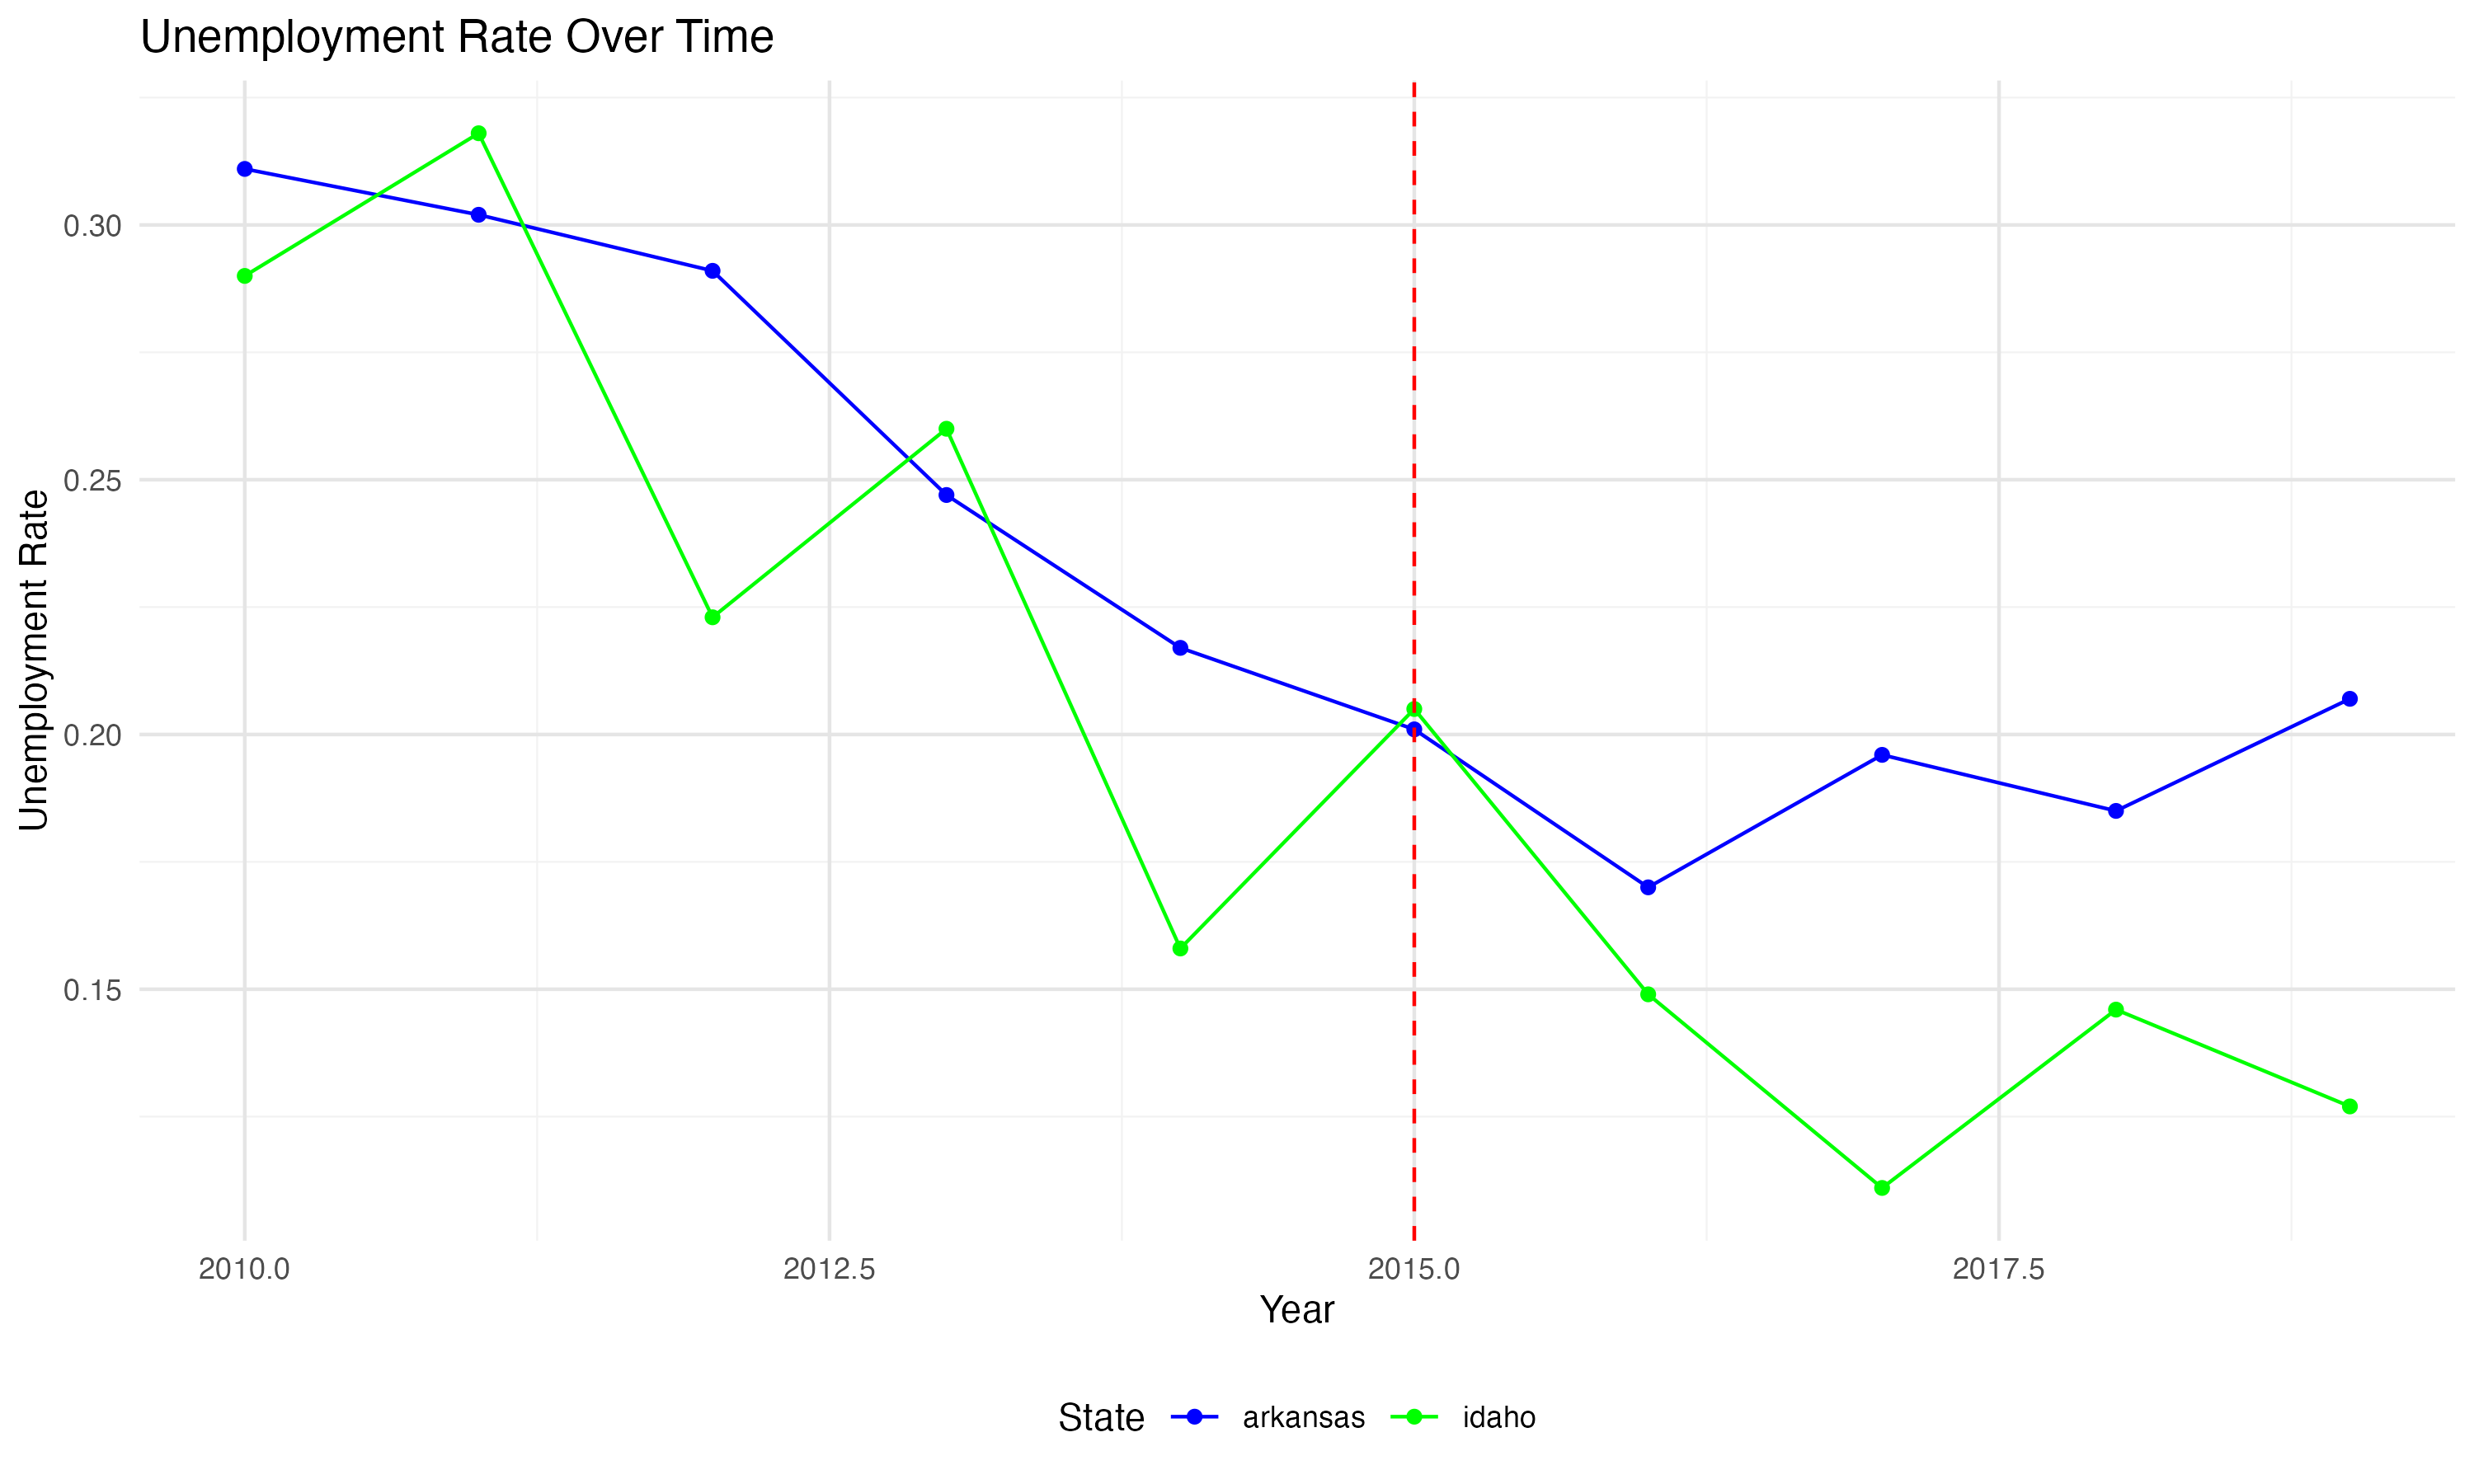 Unemployment Rate Over Time
Unemployment Rate
0.30
0.25
0.20
0.15
2010.0 2012.5 2015.0 2017.5
Year
State arkansas idaho